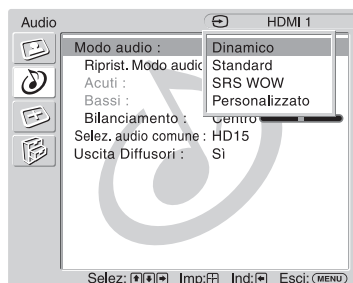 Audio
HDMI 1
Modo audio :
Dinamico
Riprist. Modo audio
Standard
Acuti :
SRS WOW
Bassi :
Personalizzato
Bilanciamento : Centro
Selez. audio comune : HD15
Uscita Diffusori : Sì
Selez: Imp: Ind: Esci: MENU